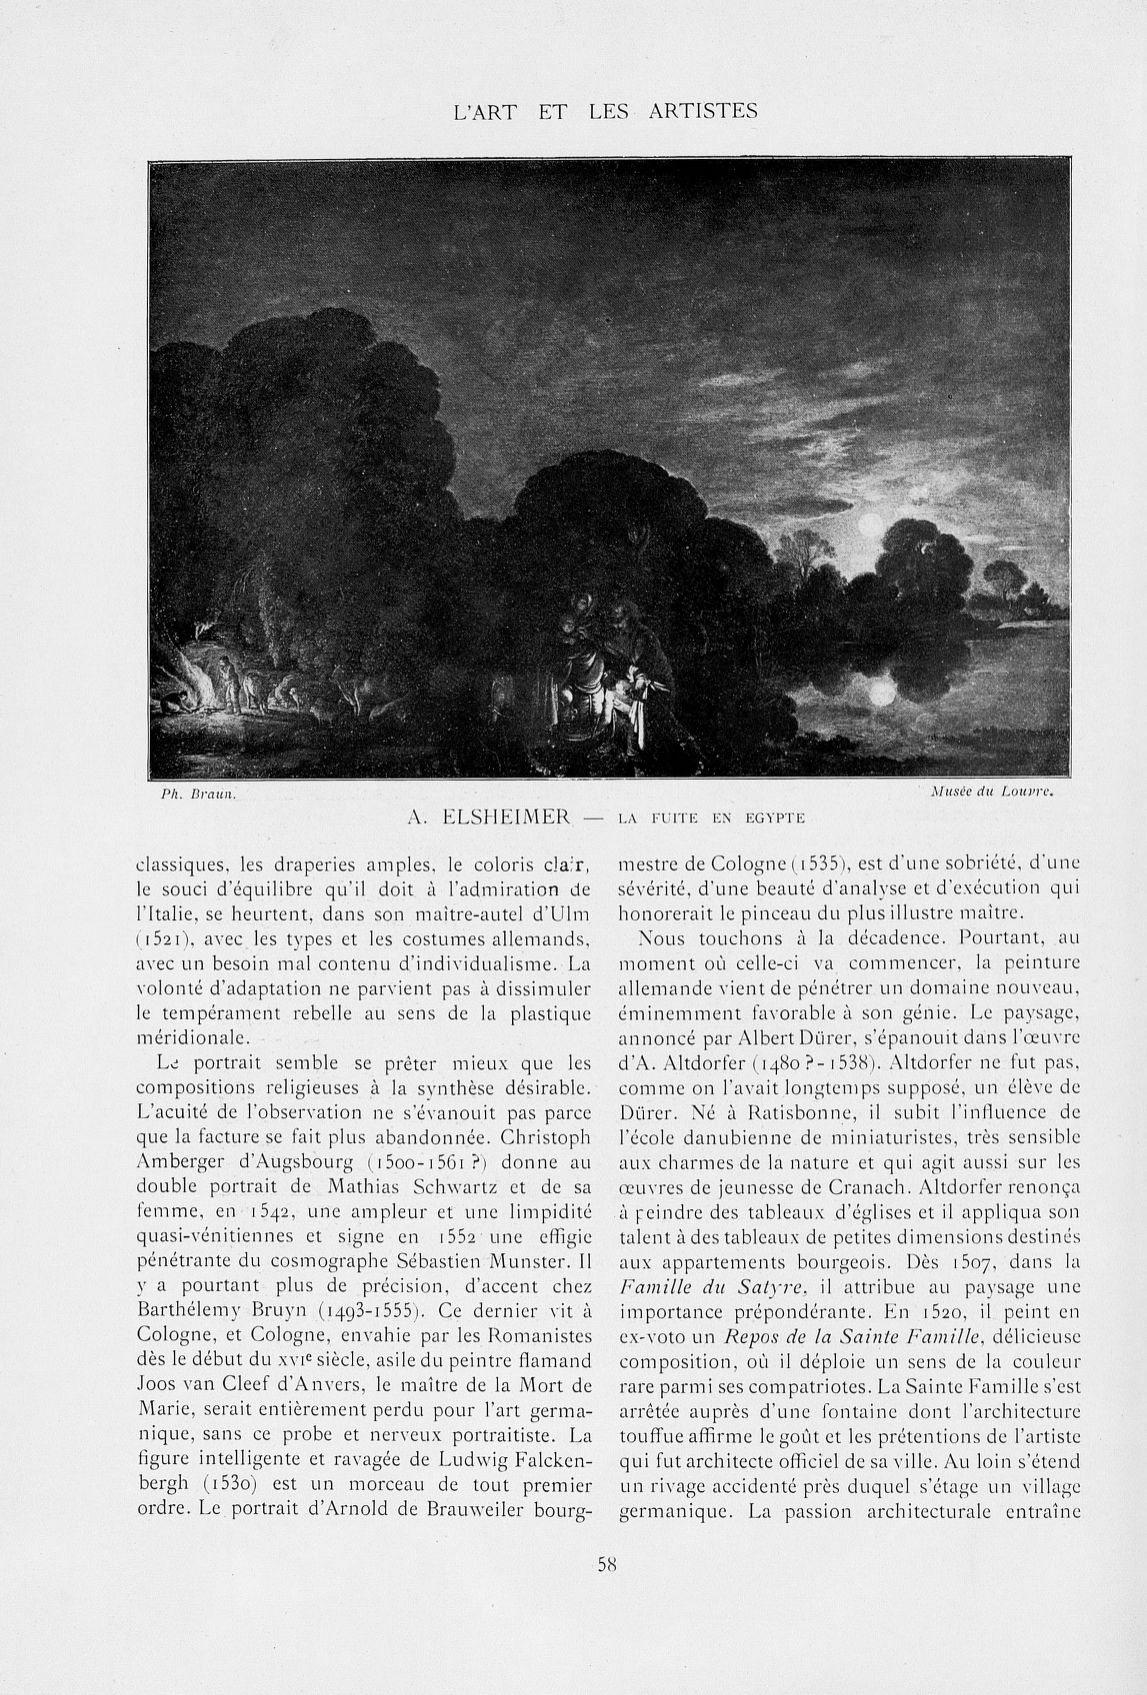 L'ART ET LES ARTISTES
Ph. Braun.
Musée du Louvre.
A. ELSHEIMER — LA FUITE EN EGYPTE
classiques, les draperies amples, le coloris clair,
le souci d'équilibre qu'il doit à l'admiration de
l'Italie, se heurtent, dans son maître-autel d'Ulm
(1521), avec les types et les costumes allemands,
avec un besoin mal contenu d'individualisme. La
volonté d'adaptation ne parvient pas à dissimuler
le tempérament rebelle au sens de la plastique
méridionale.
Le portrait semble se prêter mieux que les
compositions religieuses à la synthèse désirable.
L'acuité de l'observation ne s'évanouit pas parce
que la facture se fait plus abandonnée. Christoph
Amberger d'Augsbourg (1500-1561 ?) donne au
double portrait de Mathias Schwartz et de sa
femme, en 1542, une ampleur et une limpidité
quasi-vénitiennes et signe en 1552 une effigie
pénétrante du cosmographe Sébastien Munster. Il
y a pourtant plus de précision, d'accent chez
Barthélemy Bruyn (1493-1555). Ce dernier vit à
Cologne, et Cologne, envahie par les Romanistes
dès le début du XVIe siècle, asile du peintre flamand
Joos van Cleef d'Anvers, le maître de la Mort de
Marie, serait entièrement perdu pour l'art germa-
nique, sans ce probe et nerveux portraitiste. La
figure intelligente et ravagée de Ludwig Falcken-
bergh (1530) est un morceau de tout premier
ordre. Le portrait d'Arnold de Brauweiler bourg-
mestre de Cologne (1535), est d'une sobriété, d'une
sévérité, d'une beauté d'analyse et d'exécution qui
honorerait le pinceau du plus illustre maître.
Nous touchons à la décadence. Pourtant, au
moment où celle-ci va commencer, la peinture
allemande vient de pénétrer un domaine nouveau,
éminemment favorable à son génie. Le paysage,
annoncé par Albert Dürer, s'épanouit dans l'œuvre
d'A. Altdorfer (1480 ? - 1538). Altdorfer ne fut pas,
comme on l'avait longtemps supposé, un élève de
Dürer. Né à Ratisbonne, il subit l'influence de
l'école danubienne de miniaturistes, très sensible
aux charmes de la nature et qui agit aussi sur les
œuvres de jeunesse de Cranach. Altdorfer renonça
à peindre des tableaux d'églises et il appliqua son
talent à des tableaux de petites dimensions destinés
aux appartements bourgeois. Dès 1507, dans la
Famille du Satyre, il attribue au paysage une
importance prépondérante. En 1520, il peint en
ex-voto un Repos de la Sainte Famille, délicieuse
composition, où il déploie un sens de la couleur
rare parmi ses compatriotes. La Sainte Famille s'est
arrêtée auprès d'une fontaine dont l'architecture
touffue affirme le goût et les prétentions de l'artiste
qui fut architecte officiel de sa ville. Au loin s'étend
un rivage accidenté près duquel s'étage un village
germanique. La passion architecturale entraîne
58